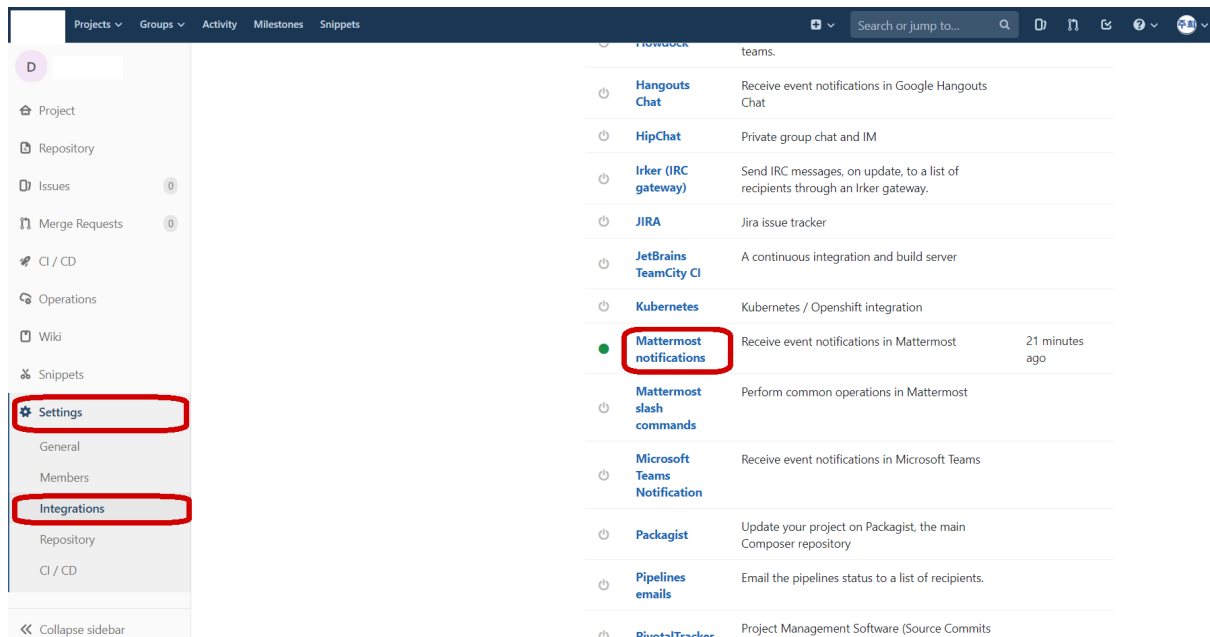 Projects Groups Activity Milestones Snippets Search or jump to... 주희
D
Project
Repository
Issues 0
Merge Requests 0
CI / CD
Operations
Wiki
Snippets
Settings
General
Members
Integrations
Repository
CI / CD
Collapse sidebar
teams.
Hangouts
Chat
Receive event notifications in Google Hangouts
Chat
HipChat
Private group chat and IM
Irker (IRC
gateway)
Send IRC messages, on update, to a list of
recipients through an Irker gateway.
JIRA
Jira issue tracker
JetBrains
TeamCity CI
A continuous integration and build server
Kubernetes
Kubernetes / Openshift integration
Mattermost
notifications
Receive event notifications in Mattermost
21 minutes
ago
Mattermost
slash
commands
Perform common operations in Mattermost
Microsoft
Teams
Notification
Receive event notifications in Microsoft Teams
Packagist
Update your project on Packagist, the main
Composer repository
Pipelines
emails
Email the pipelines status to a list of recipients.
PivotalTracker
Project Management Software (Source Commits